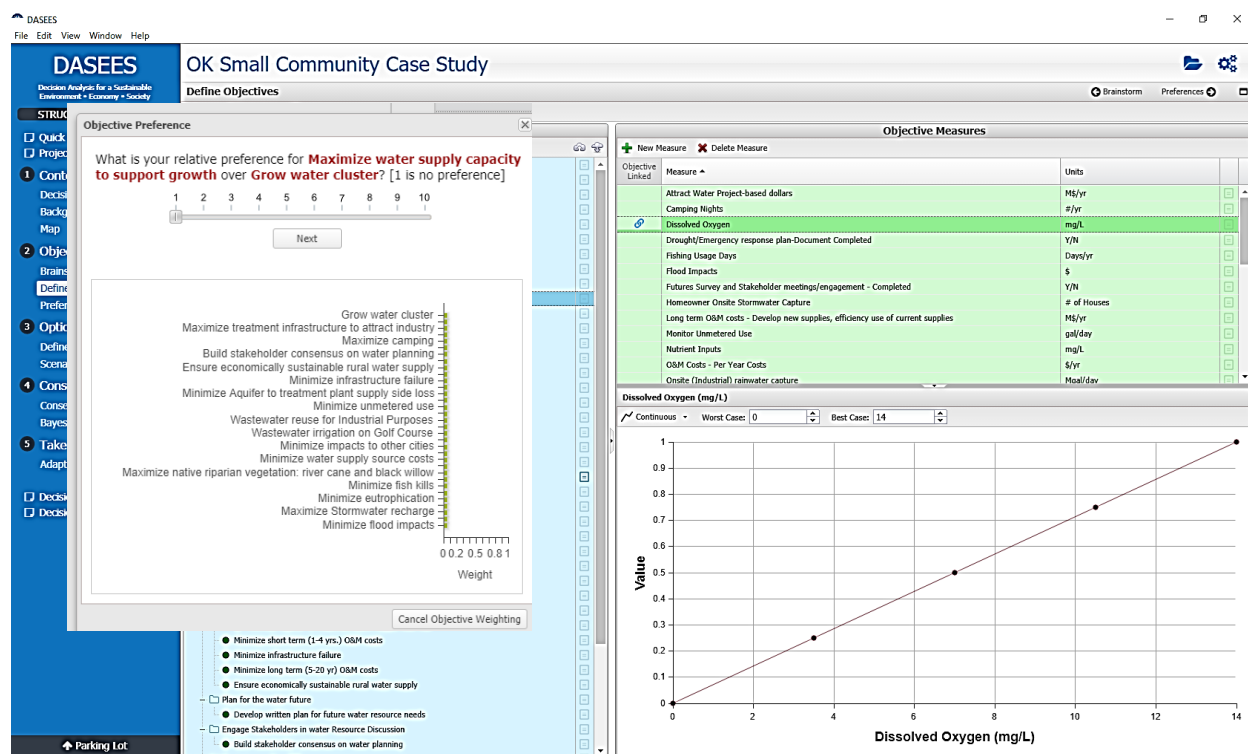 DASEES
File Edit View Window Help
DASEES
Decision Analysis for a Sustainable
Environment • Economy • Society
OK Small Community Case Study
Define Objectives
Brainstorm Preferences
STRUC
Quick
Projec
1 Conte
Decisi
Backg
Map
2 Obje
Brains
Define
Prefer
3 Optio
Define
Scena
4 Cons
Conse
Bayes
5 Take
Adapt
Decisi
Decisi
Parking Lot
Objective Preference
What is your relative preference for Maximize water supply capacity
to support growth over Grow water cluster? [1 is no preference]
1 2 3 4 5 6 7 8 9 10
Next
Grow water cluster
Maximize treatment infrastructure to attract industry
Maximize camping
Build stakeholder consensus on water planning
Ensure economically sustainable rural water supply
Minimize infrastructure failure
Minimize Aquifer to treatment plant supply side loss
Minimize unmetered use
Wastewater reuse for Industrial Purposes
Wastewater irrigation on Golf Course
Minimize impacts to other cities
Minimize water supply source costs
Maximize native riparian vegetation: river cane and black willow
Minimize fish kills
Minimize eutrophication
Maximize Stormwater recharge
Minimize flood impacts
0 0.2 0.5 0.8 1
Weight
Cancel Objective Weighting
Minimize short term (1-4 yrs.) O&M costs
Minimize infrastructure failure
Minimize long term (5-20 yr) O&M costs
Ensure economically sustainable rural water supply
Plan for the water future
Develop written plan for future water resource needs
Engage Stakeholders in water Resource Discussion
Build stakeholder consensus on water planning
Objective Measures
New Measure Delete Measure
Objective
Linked Measure Units
Attract Water Project-based dollars M$/yr
Camping Nights #/yr
Dissolved Oxygen mg/L
Drought/Emergency response plan-Document Completed Y/N
Fishing Usage Days Days/yr
Flood Impacts $
Futures Survey and Stakeholder meetings/engagement - Completed Y/N
Homeowner Onsite Stormwater Capture # of Houses
Long term O&M costs - Develop new supplies, efficiency use of current supplies M$/yr
Monitor Unmetered Use gal/day
Nutrient Inputs mg/L
O&M Costs - Per Year Costs $/yr
Onsite (Industrial) rainwater capture Mgal/day
Dissolved Oxygen (mg/L)
Continuous Worst Case: 0 Best Case: 14
1
0.9
0.8
0.7
0.6
0.5
0.4
0.3
0.2
0.1
0
Value
0 2 4 6 8 10 12 14
Dissolved Oxygen (mg/L)